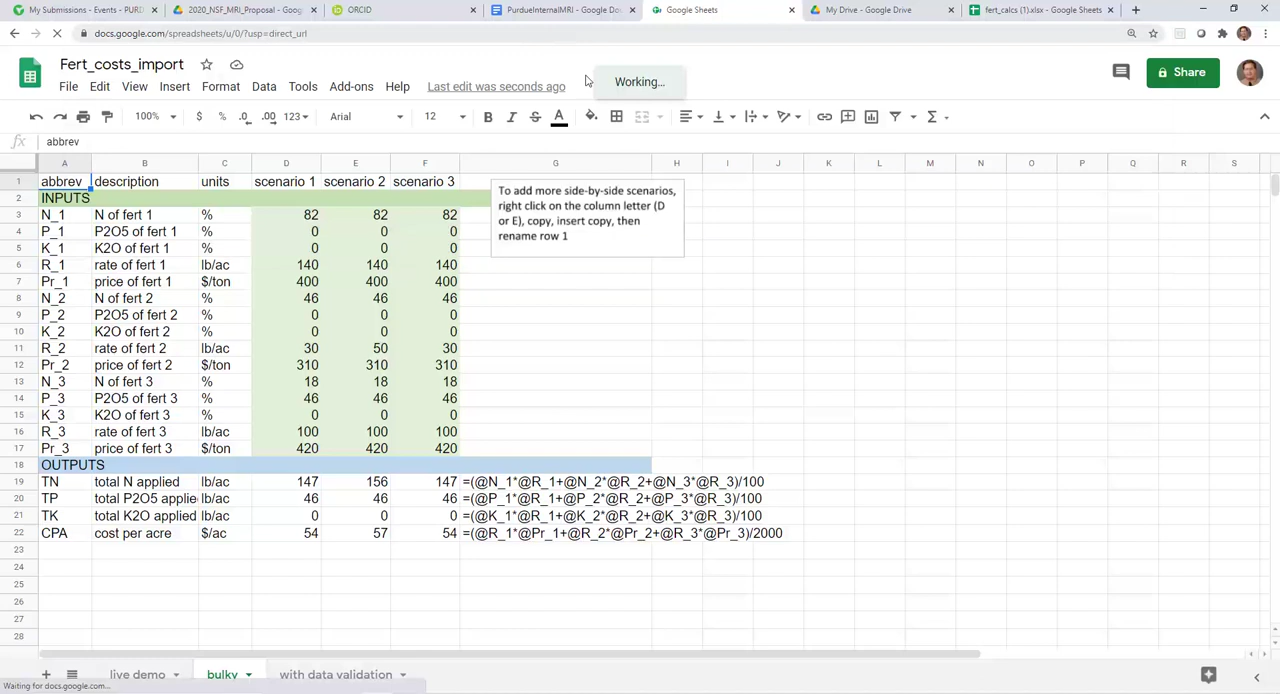 My Submissions - Events - PURD
2020_NSF_MRI_Proposal - Goog
ORCID
PurdueInternalMRI - Google Do
Google Sheets
My Drive - Google Drive
fert_calcs (1).xlsx - Google Sheets
docs.google.com/spreadsheets/u/0/?usp=direct_url
Fert_costs_import
Working...
Share
File Edit View Insert Format Data Tools Add-ons Help Last edit was seconds ago
100% $ % .0 .00 123 Arial 12 B I S A
fx abbrev
A B C D E F G H I J K L M N O P Q R S
1 abbrev description units scenario 1 scenario 2 scenario 3
2 INPUTS
3 N_1 N of fert 1 % 82 82 82
4 P_1 P2O5 of fert 1 % 0 0 0
5 K_1 K2O of fert 1 % 0 0 0
6 R_1 rate of fert 1 lb/ac 140 140 140
7 Pr_1 price of fert 1 $/ton 400 400 400
8 N_2 N of fert 2 % 46 46 46
9 P_2 P2O5 of fert 2 % 0 0 0
10 K_2 K2O of fert 2 % 0 0 0
11 R_2 rate of fert 2 lb/ac 30 50 30
12 Pr_2 price of fert 2 $/ton 310 310 310
13 N_3 N of fert 3 % 18 18 18
14 P_3 P2O5 of fert 3 % 46 46 46
15 K_3 K2O of fert 3 % 0 0 0
16 R_3 rate of fert 3 lb/ac 100 100 100
17 Pr_3 price of fert 3 $/ton 420 420 420
18 OUTPUTS
19 TN total N applied lb/ac 147 156 147 =(@N_1*@R_1+@N_2*@R_2+@N_3*@R_3)/100
20 TP total P2O5 applie lb/ac 46 46 46 =(@P_1*@R_1+@P_2*@R_2+@P_3*@R_3)/100
21 TK total K2O applied lb/ac 0 0 0 =(@K_1*@R_1+@K_2*@R_2+@K_3*@R_3)/100
22 CPA cost per acre $/ac 54 57 54 =(@R_1*@Pr_1+@R_2*@Pr_2+@R_3*@Pr_3)/2000
23
24
25
26
27
28
To add more side-by-side scenarios,
right click on the column letter (D
or E), copy, insert copy, then
rename row 1
live demo bulky with data validation
Waiting for docs.google.com...